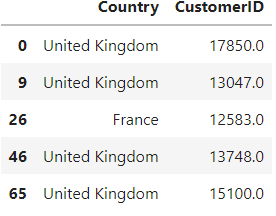 Country CustomerID
0 United Kingdom 17850.0
9 United Kingdom 13047.0
26 France 12583.0
46 United Kingdom 13748.0
65 United Kingdom 15100.0